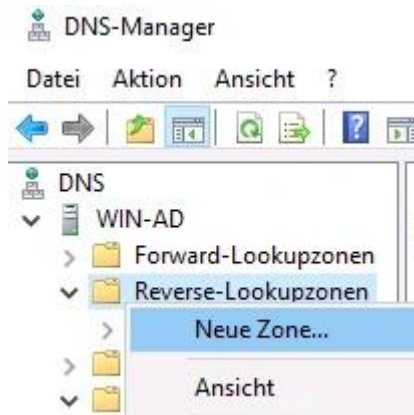 DNS-Manager
Datei Aktion Ansicht ?
DNS
WIN-AD
Forward-Lookupzonen
Reverse-Lookupzonen
Neue Zone...
Ansicht